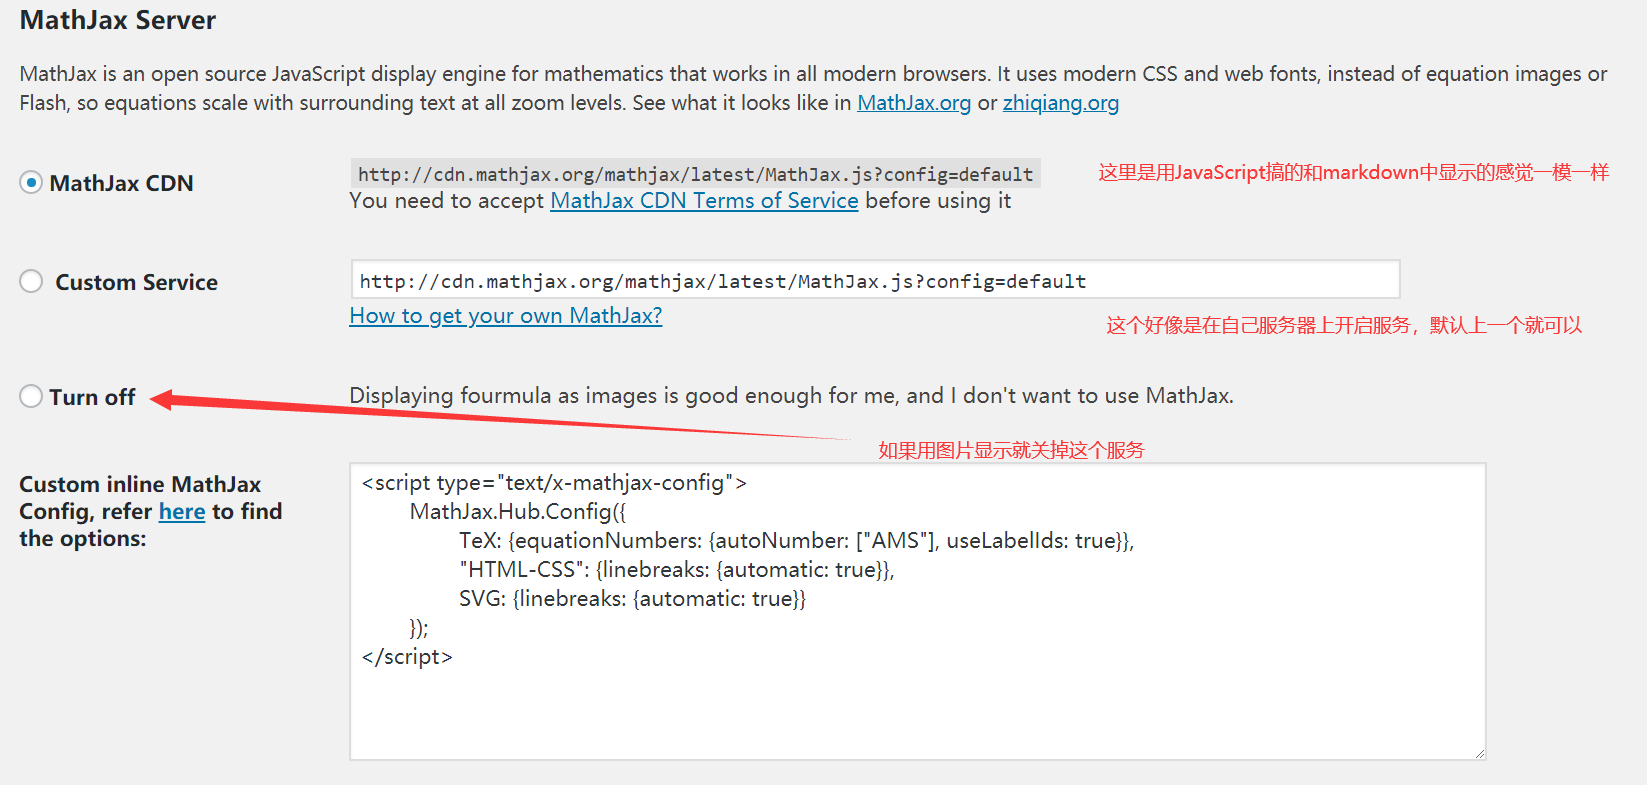 MathJax Server
MathJax is an open source JavaScript display engine for mathematics that works in all modern browsers. It uses modern CSS and web fonts, instead of equation images or
Flash, so equations scale with surrounding text at all zoom levels. See what it looks like in MathJax.org or zhiqiang.org
MathJax CDN
http://cdn.mathjax.org/mathjax/latest/MathJax.js?config=default
这里是用JavaScript搞的和markdown中显示的感觉一模一样
You need to accept MathJax CDN Terms of Service before using it
Custom Service
http://cdn.mathjax.org/mathjax/latest/MathJax.js?config=default
How to get your own MathJax?
这个好像是在自己服务器上开启服务，默认上一个就可以
Turn off
Displaying fourmula as images is good enough for me, and I don't want to use MathJax.
如果用图片显示就关掉这个服务
Custom inline MathJax
Config, refer here to find
the options:
<script type="text/x-mathjax-config">
MathJax.Hub.Config({
TeX: {equationNumbers: {autoNumber: ["AMS"], useLabelIds: true}},
"HTML-CSS": {linebreaks: {automatic: true}},
SVG: {linebreaks: {automatic: true}}
});
</script>